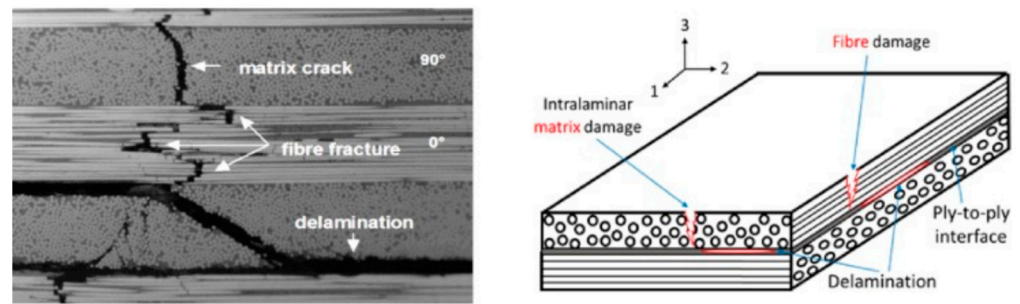 90°
matrix crack
0°
fibre fracture
delamination
3
2
1
Fibre damage
Intralaminar
matrix damage
Ply-to-ply
interface
Delamination